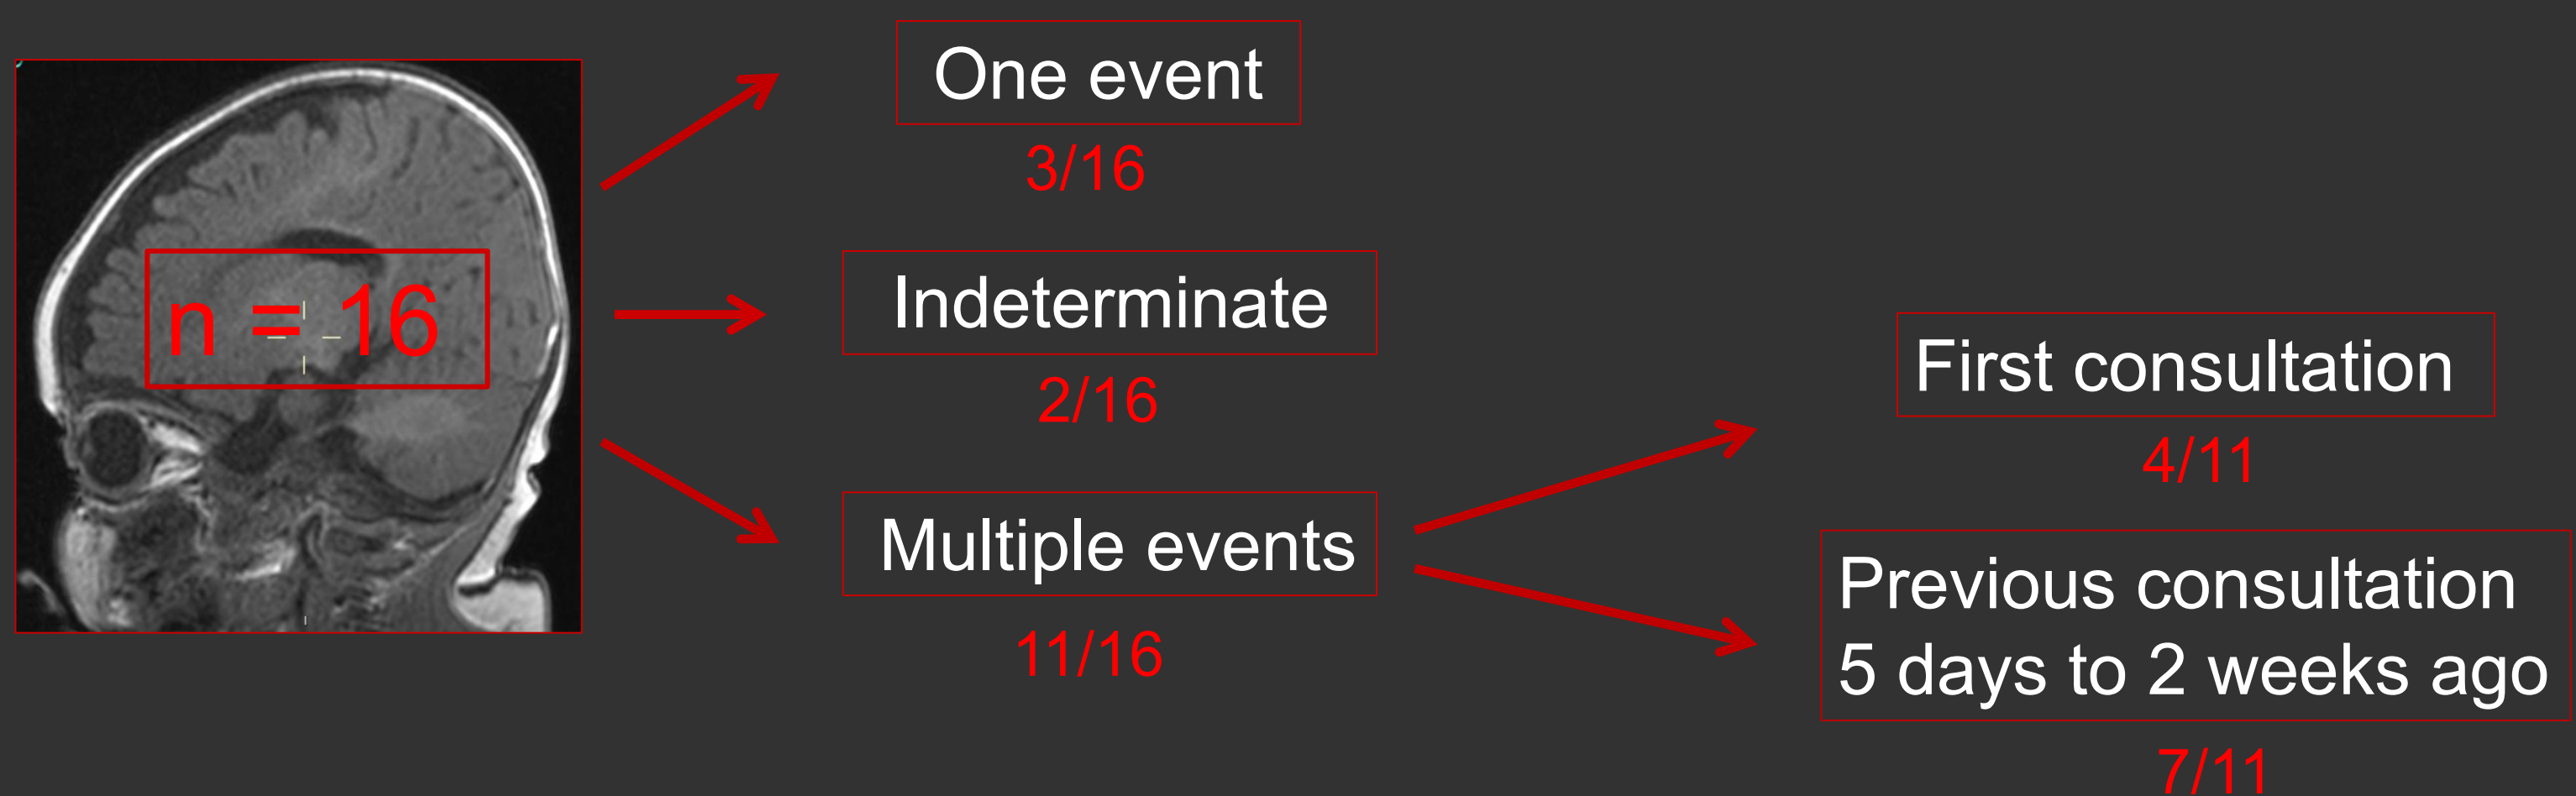 n = 16
One event
3/16
Indeterminate
2/16
Multiple events
11/16
First consultation
4/11
Previous consultation
5 days to 2 weeks ago
7/11